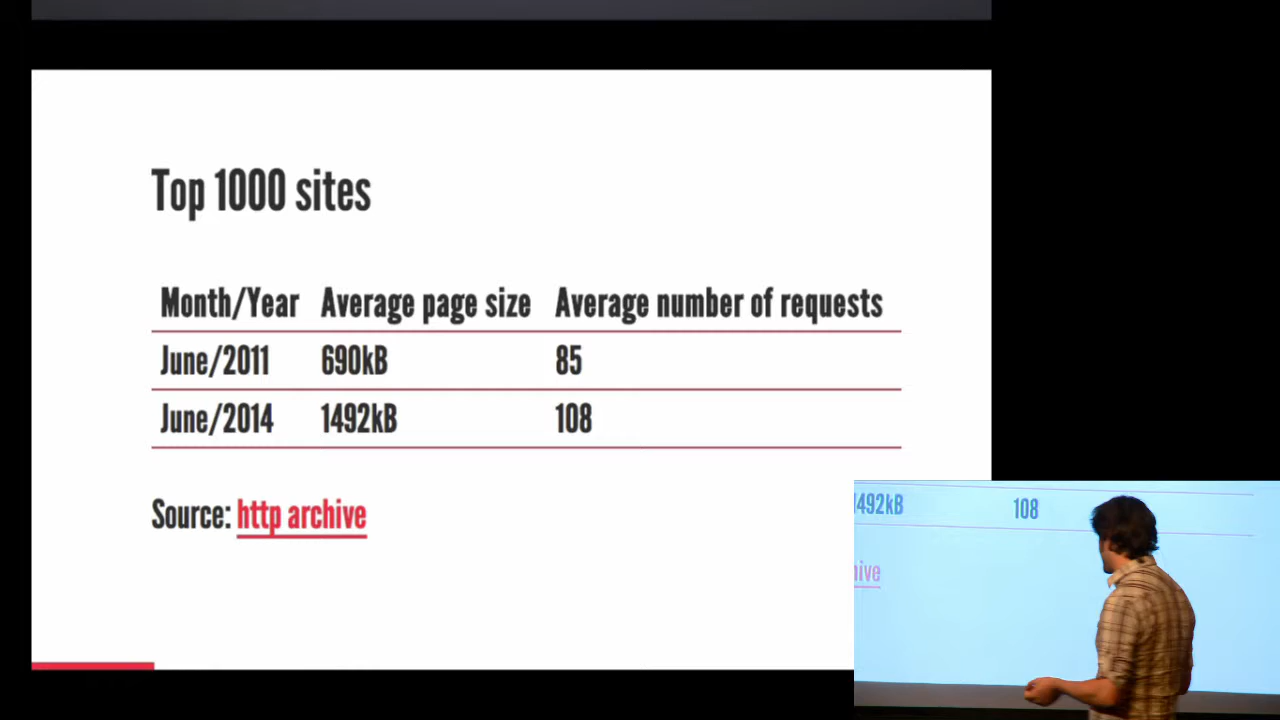 Top 1000 sites
Month/Year Average page size Average number of requests
June/2011 690kB 85
June/2014 1492kB 108
Source: http archive
1492kB 108
hive